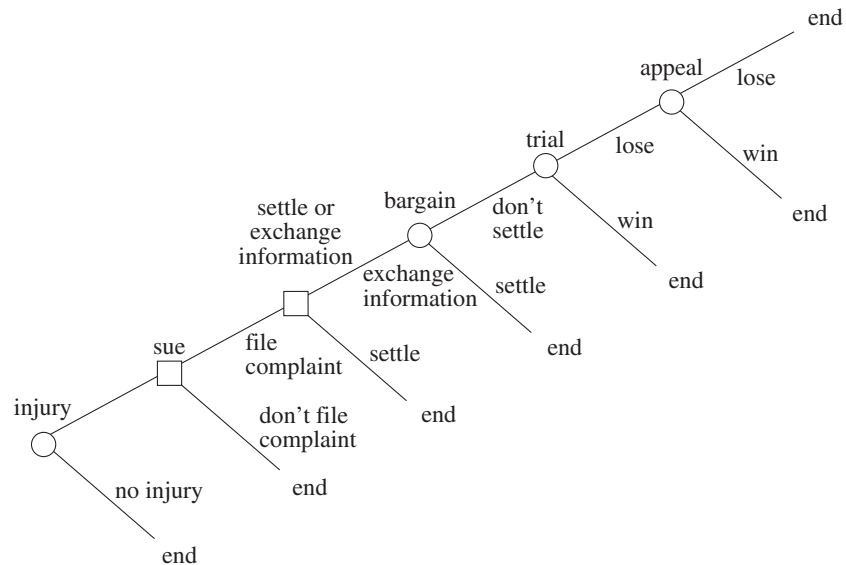 end
appeal
lose
trial
lose
win
end
bargain
don't
settle
win
end
settle or
exchange
information
exchange
information
settle
end
sue
file
complaint
settle
end
injury
don't file
complaint
end
no injury
end